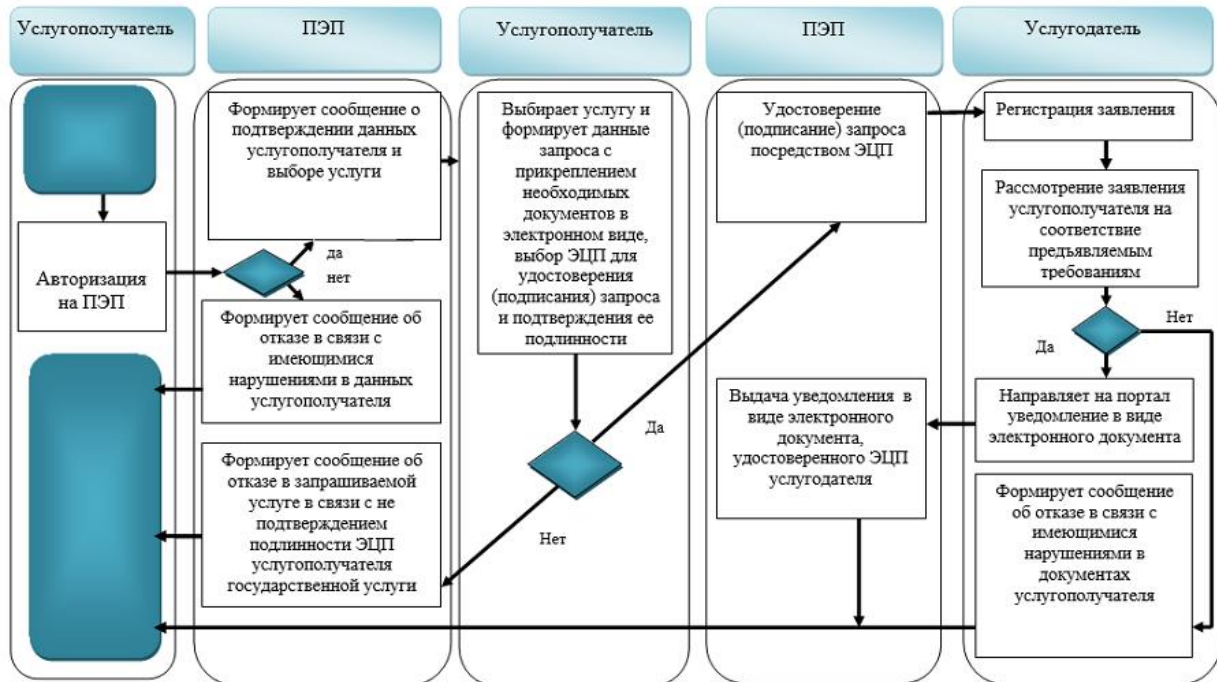 Услугополучатель
ПЭП
Услугополучатель
ПЭП
Услугодатель
Авторизация
на ПЭП
Формирует сообщение о
подтверждении данных
услугополучателя и
выборе услуги
да
нет
Формирует сообщение об
отказе в связи с
имеющимися
нарушениями в данных
услугополучателя
Формирует сообщение об
отказе в запрашиваемой
услуге в связи с не
подтверждением
подлинности ЭЦП
услугополучателя
государственной услуги
Выбирает услугу и
формирует данные
запроса с
прикреплением
необходимых
документов в
электронном виде,
выбор ЭЦП для
удостоверения
(подписания) запроса
и подтверждения ее
подлинности
Да
Нет
Удостоверение
(подписание) запроса
посредством ЭЦП
Выдача уведомления в
виде электронного
документа,
удостоверенного ЭЦП
услугодателя
Регистрация заявления
Рассмотрение заявления
услугополучателя на
соответствие
предъявляемым
требованиям
Нет
Да
Направляет на портал
уведомление в виде
электронного документа
Формирует сообщение
об отказе в связи с
имеющимися
нарушениями в
документах
услугополучателя